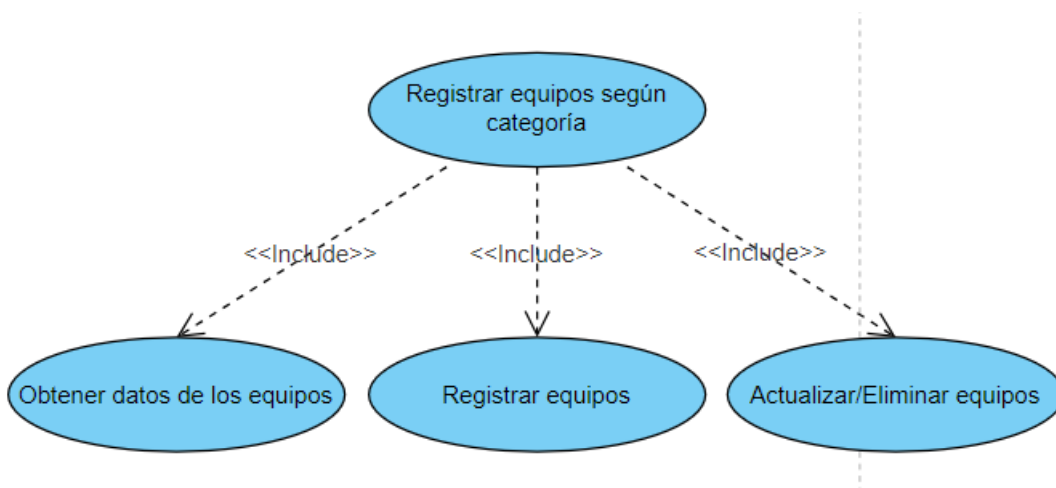 Registrar equipos según
categoría
<<Include>>
<<Include>>
<<Include>>
Obtener datos de los equipos
Registrar equipos
Actualizar/Eliminar equipos